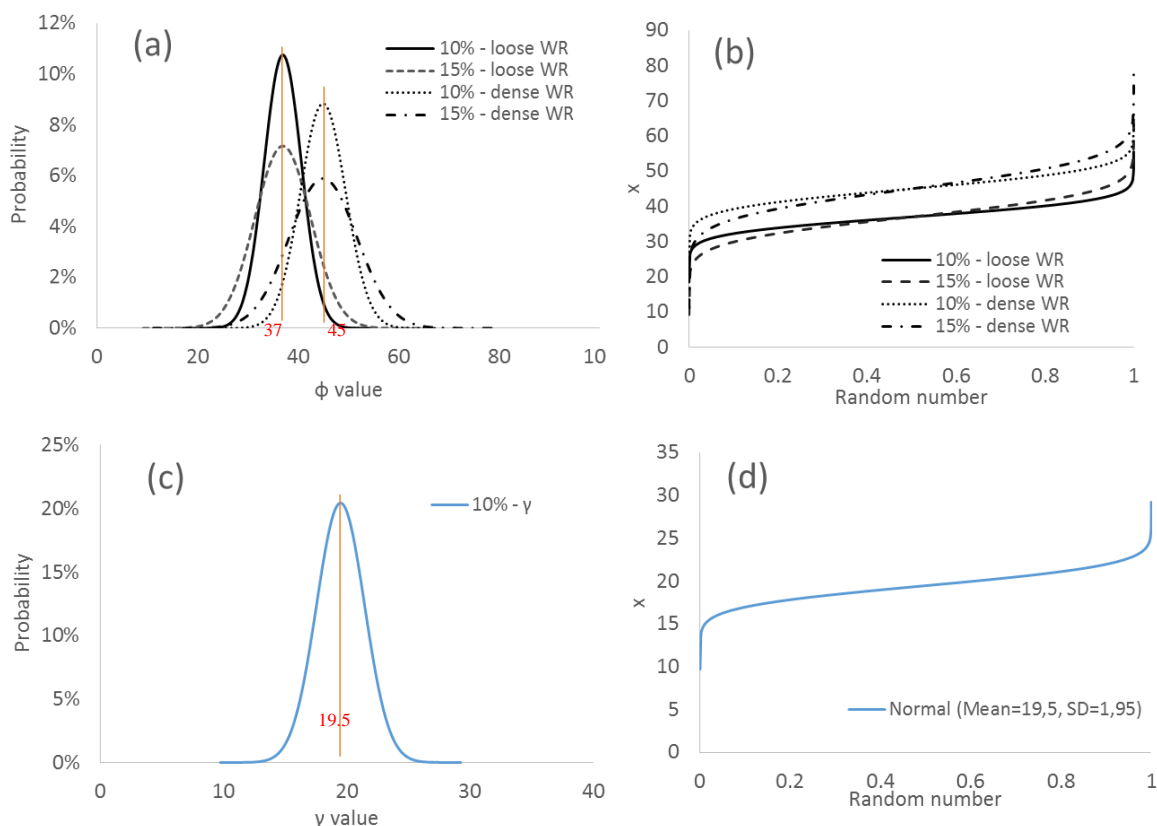 (a)
12%
10%
8%
6%
4%
2%
0%
Probability
10% - loose WR
15% - loose WR
10% - dense WR
15% - dense WR
37
45
0
20
40
60
80
10
ϕ value
(b)
90
80
70
60
50
40
30
20
10
0
x
10% - loose WR
15% - loose WR
10% - dense WR
15% - dense WR
0
0.2
0.4
0.6
0.8
1
Random number
(c)
25%
20%
15%
10%
5%
0%
Probability
10% - γ
19.5
0
10
20
30
40
γ value
(d)
35
30
25
20
15
10
5
0
x
Normal (Mean=19,5, SD=1,95)
0
0.2
0.4
0.6
0.8
1
Random number